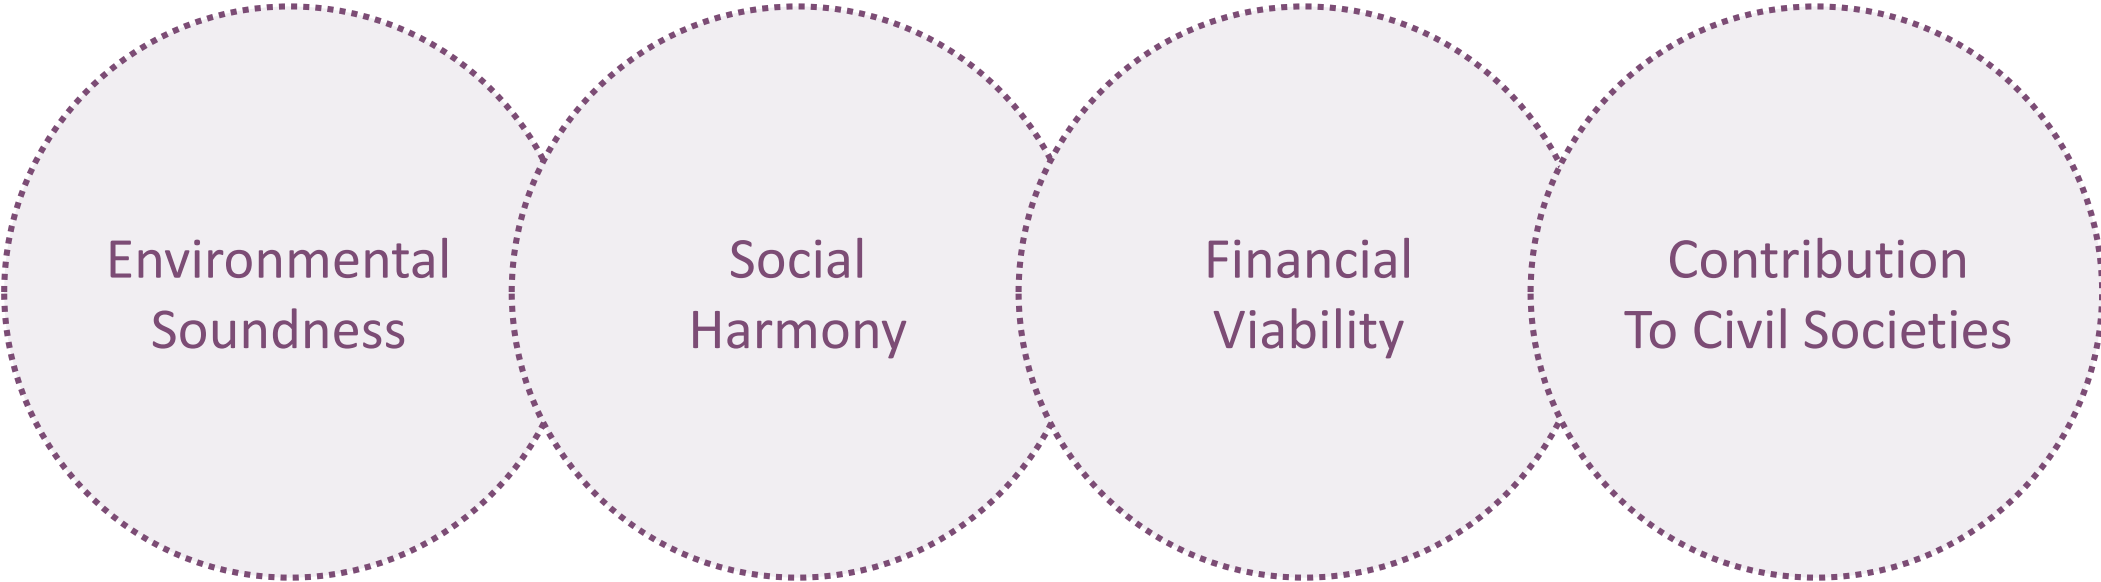 Environmental
Soundness
Social
Harmony
Financial
Viability
Contribution
To Civil Societies